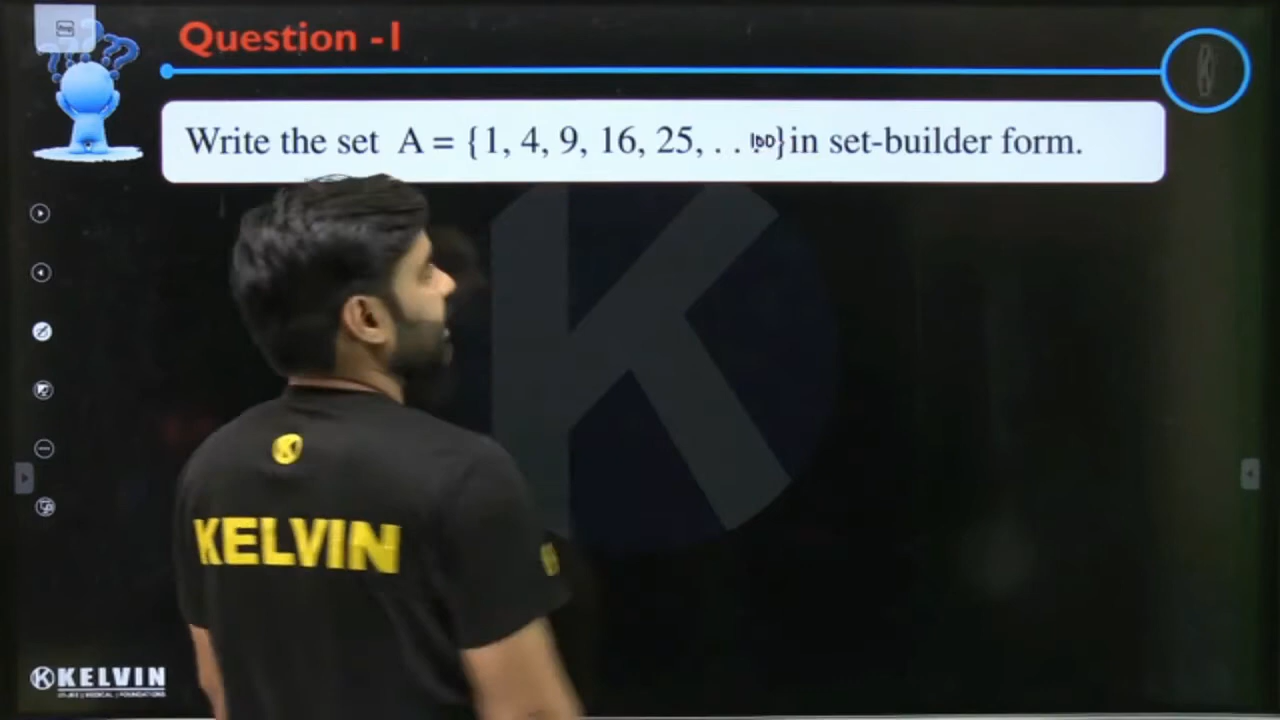 Question -1
Write the set A = {1, 4, 9, 16, 25, . . 100}in set-builder form.
KELVIN
KELVIN